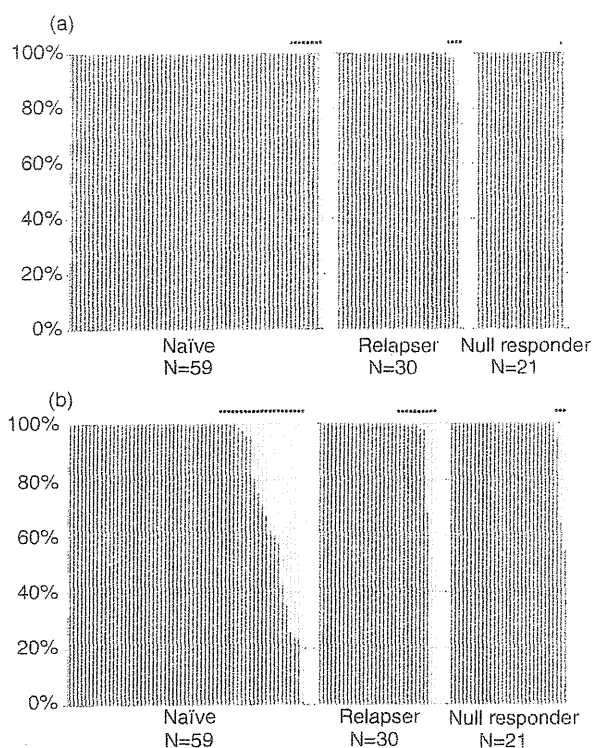 (a)
100%
80%
60%
40%
20%
0%
Naïve
N=59
Relapser
N=30
Null responder
N=21
(b)
100%
80%
60%
40%
20%
0%
Naïve
N=59
Relapser
N=30
Null responder
N=21